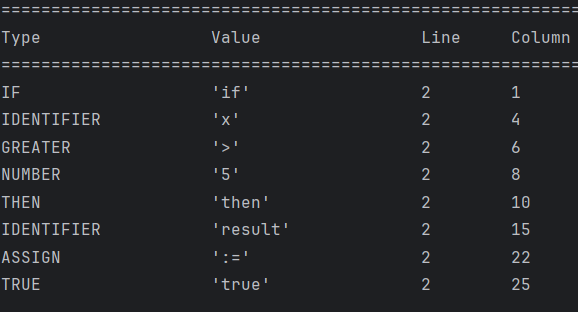 ==========================================================
Type                 Value                Line     Column
==========================================================
IF                   'if'                 2        1
IDENTIFIER           'x'                  2        4
GREATER              '>'                  2        6
NUMBER               '5'                  2        8
THEN                 'then'               2        10
IDENTIFIER           'result'             2        15
ASSIGN               ':='                 2        22
TRUE                 'true'               2        25